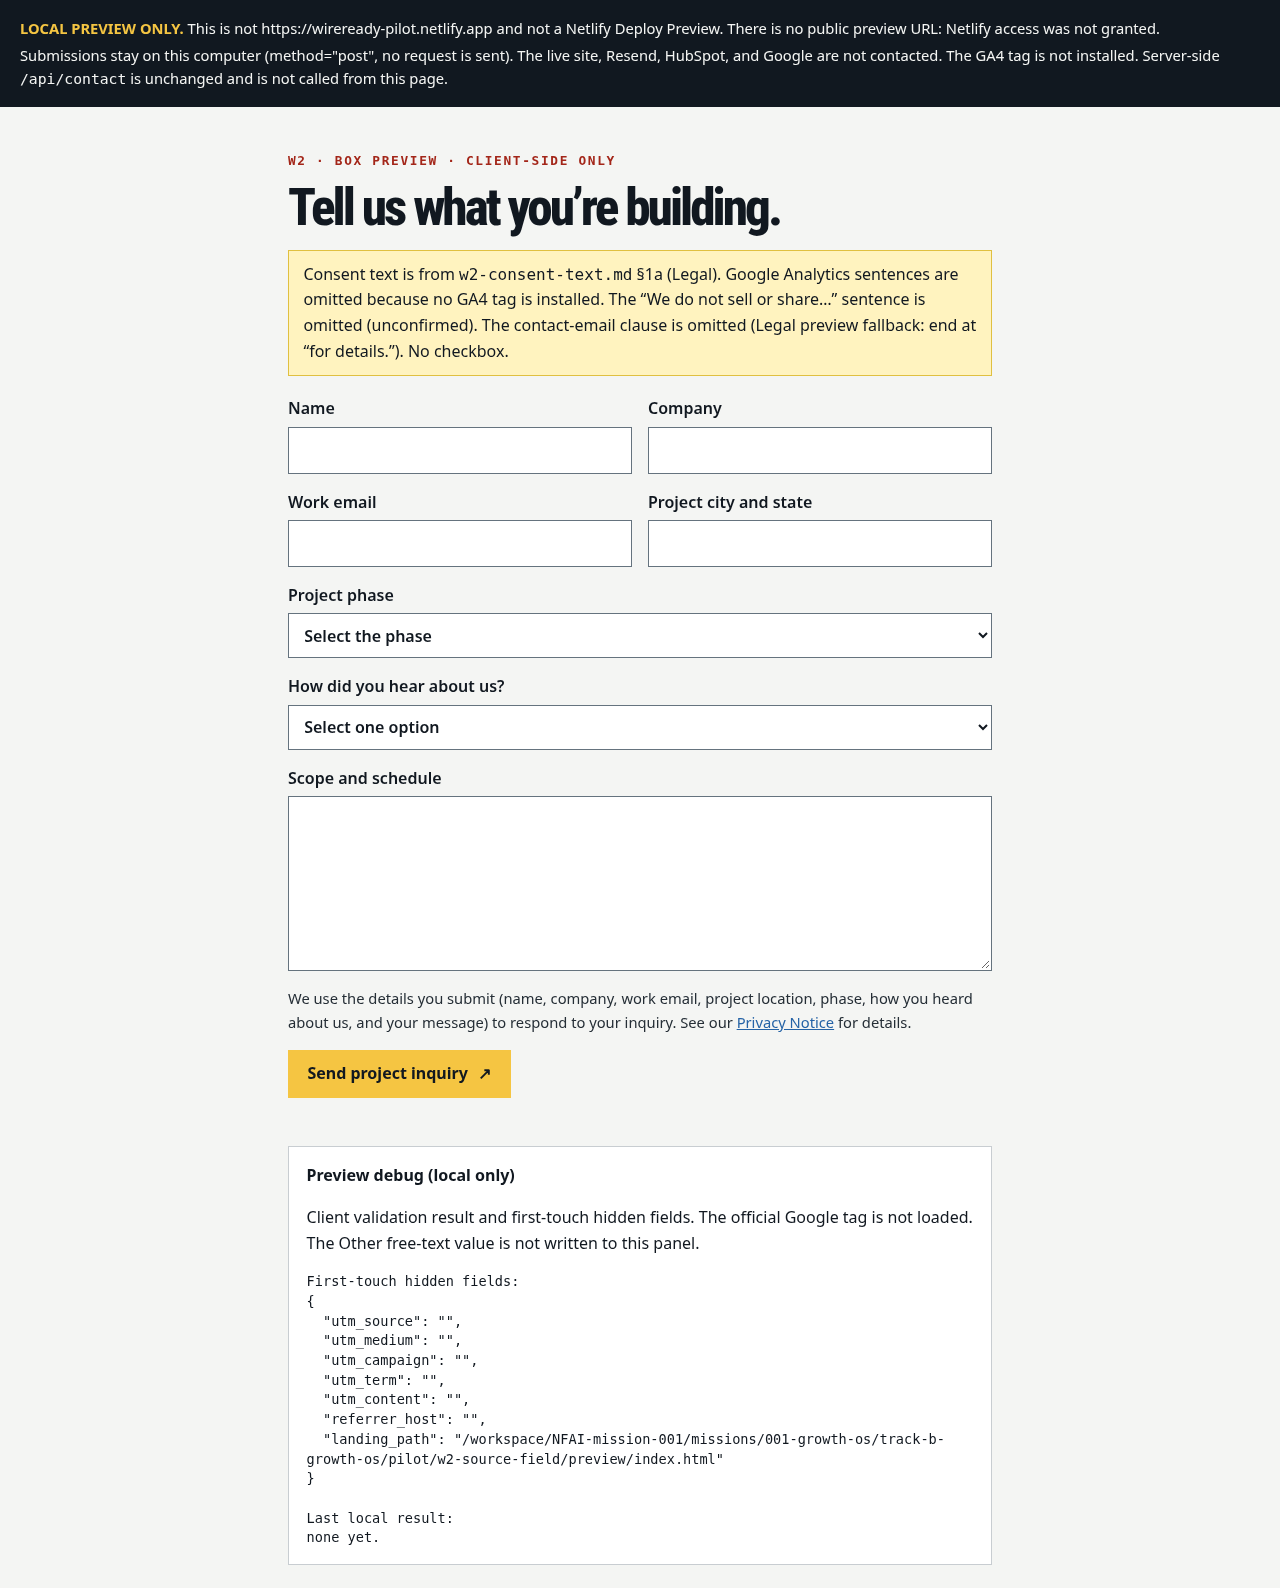 LOCAL PREVIEW ONLY. This is not https://wireready-pilot.netlify.app and not a Netlify Deploy Preview. There is no public preview URL: Netlify access was not granted.
Submissions stay on this computer (method="post", no request is sent). The live site, Resend, HubSpot, and Google are not contacted. The GA4 tag is not installed. Server-side
/api/contact is unchanged and is not called from this page.
W2 · BOX PREVIEW · CLIENT-SIDE ONLY
Tell us what you’re building.
Consent text is from w2-consent-text.md §1a (Legal). Google Analytics sentences are
omitted because no GA4 tag is installed. The “We do not sell or share…” sentence is
omitted (unconfirmed). The contact-email clause is omitted (Legal preview fallback: end at
“for details.”). No checkbox.
Name
Company
Work email
Project city and state
Project phase
Select the phase
How did you hear about us?
Select one option
Scope and schedule
We use the details you submit (name, company, work email, project location, phase, how you heard
about us, and your message) to respond to your inquiry. See our Privacy Notice for details.
Send project inquiry ↗
Preview debug (local only)
Client validation result and first-touch hidden fields. The official Google tag is not loaded.
The Other free-text value is not written to this panel.
First-touch hidden fields:
{
  "utm_source": "",
  "utm_medium": "",
  "utm_campaign": "",
  "utm_term": "",
  "utm_content": "",
  "referrer_host": "",
  "landing_path": "/workspace/NFAI-mission-001/missions/001-growth-os/track-b-
growth-os/pilot/w2-source-field/preview/index.html"
}
Last local result:
none yet.